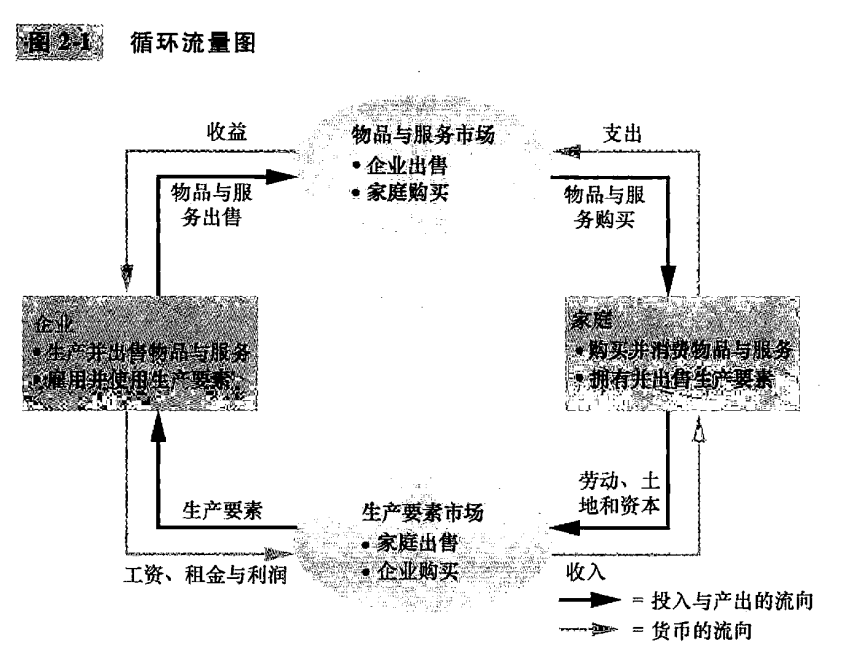 图 2-1 循环流量图
收益
物品与服务市场
• 企业出售
• 家庭购买
支出
物品与服
务出售
物品与服
务购买
企业
• 生产并出售物品与服务
• 雇用并使用生产要素
家庭
• 购买并消费物品与服务
• 拥有并出售生产要素
生产要素
生产要素市场
• 家庭出售
• 企业购买
劳动、土
地和资本
工资、租金与利润
收入
= 投入与产出的流向
= 货币的流向